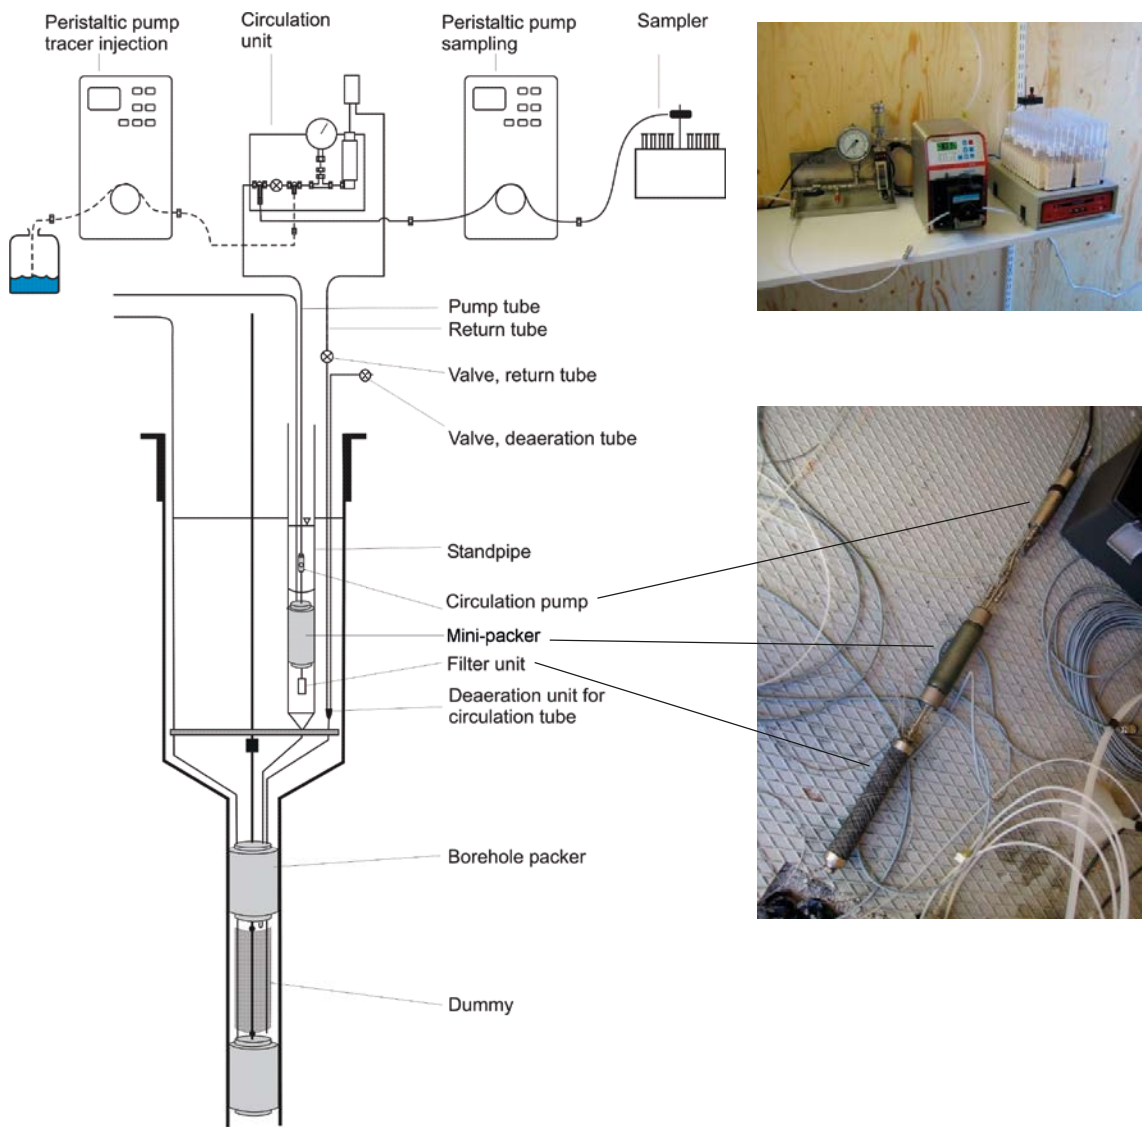 Peristaltic pump
tracer injection
Circulation
unit
Peristaltic pump
sampling
Sampler
Pump tube
Return tube
Valve, return tube
Valve, deaeration tube
Standpipe
Circulation pump
Mini-packer
Filter unit
Deaeration unit for
circulation tube
Borehole packer
Dummy